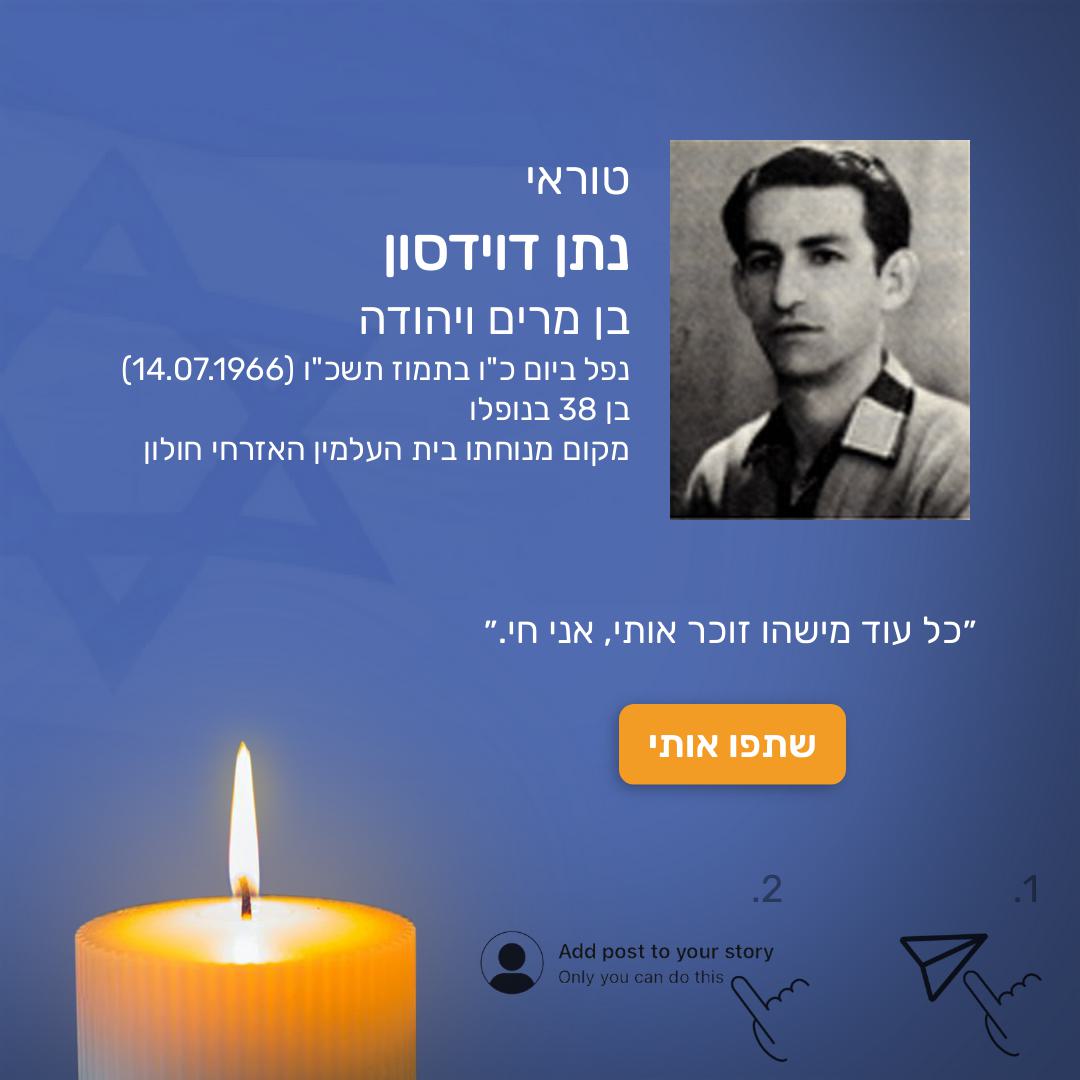 טוראי
נתן דוידסון
בן מרים ויהודה
נפל ביום כ"ו בתמוז תשכ"ו (14.07.1966)
בן 38 בנופלו
מקום מנוחתו בית העלמין האזרחי חולון
״כל עוד מישהו זוכר אותי, אני חי.״
שתפו אותי
1.
2.
Add post to your story
Only you can do this